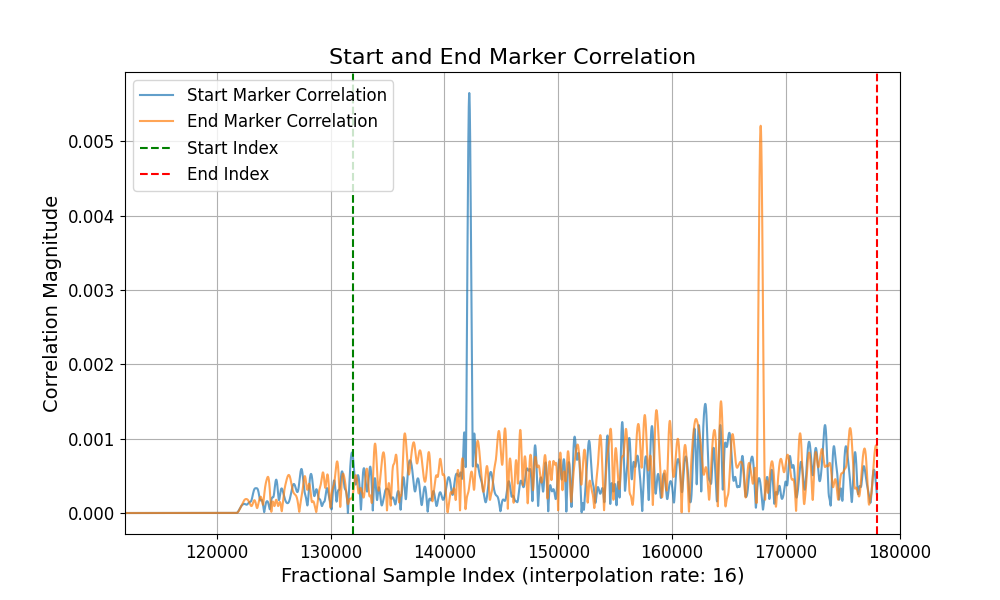 Start and End Marker Correlation
Start Marker Correlation
End Marker Correlation
Start Index
End Index
Correlation Magnitude
0.005
0.004
0.003
0.002
0.001
0.000
120000 130000 140000 150000 160000 170000 180000
Fractional Sample Index (interpolation rate: 16)